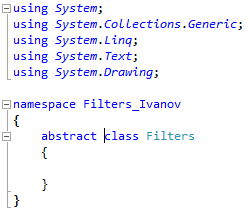 using System;
using System.Collections.Generic;
using System.Linq;
using System.Text;
using System.Drawing;
namespace Filters_Ivanov
{
abstract class Filters
{
}
}